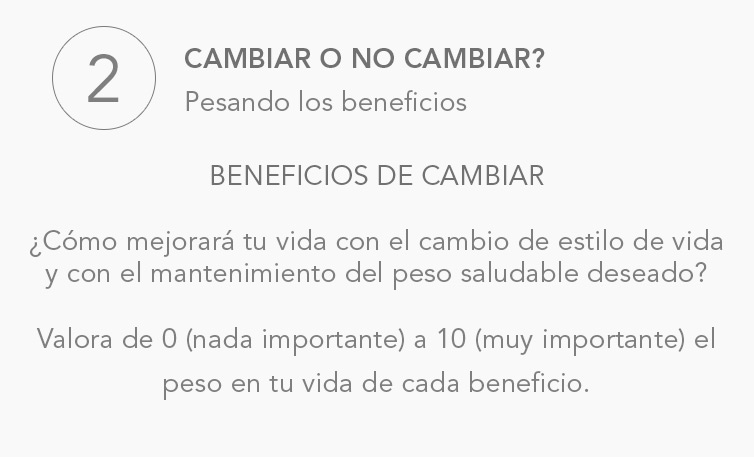 2
CAMBIAR O NO CAMBIAR?
Pesando los beneficios
BENEFICIOS DE CAMBIAR
¿Cómo mejorará tu vida con el cambio de estilo de vida
y con el mantenimiento del peso saludable deseado?
Valora de 0 (nada importante) a 10 (muy importante) el
peso en tu vida de cada beneficio.